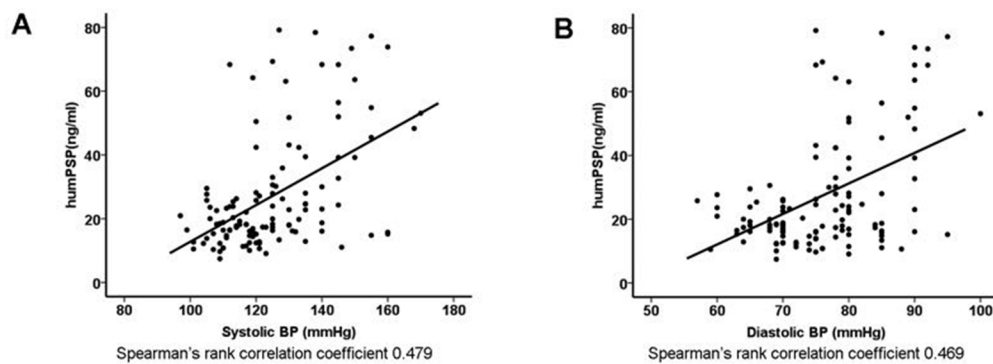 A
80
60
40
20
0
humPSP(ng/ml)
80 100 120 140 160 180
Systolic BP (mmHg)
Spearman's rank correlation coefficient 0.479
B
80
60
40
20
0
humPSP(ng/ml)
50 60 70 80 90 100
Diastolic BP (mmHg)
Spearman's rank correlation coefficient 0.469